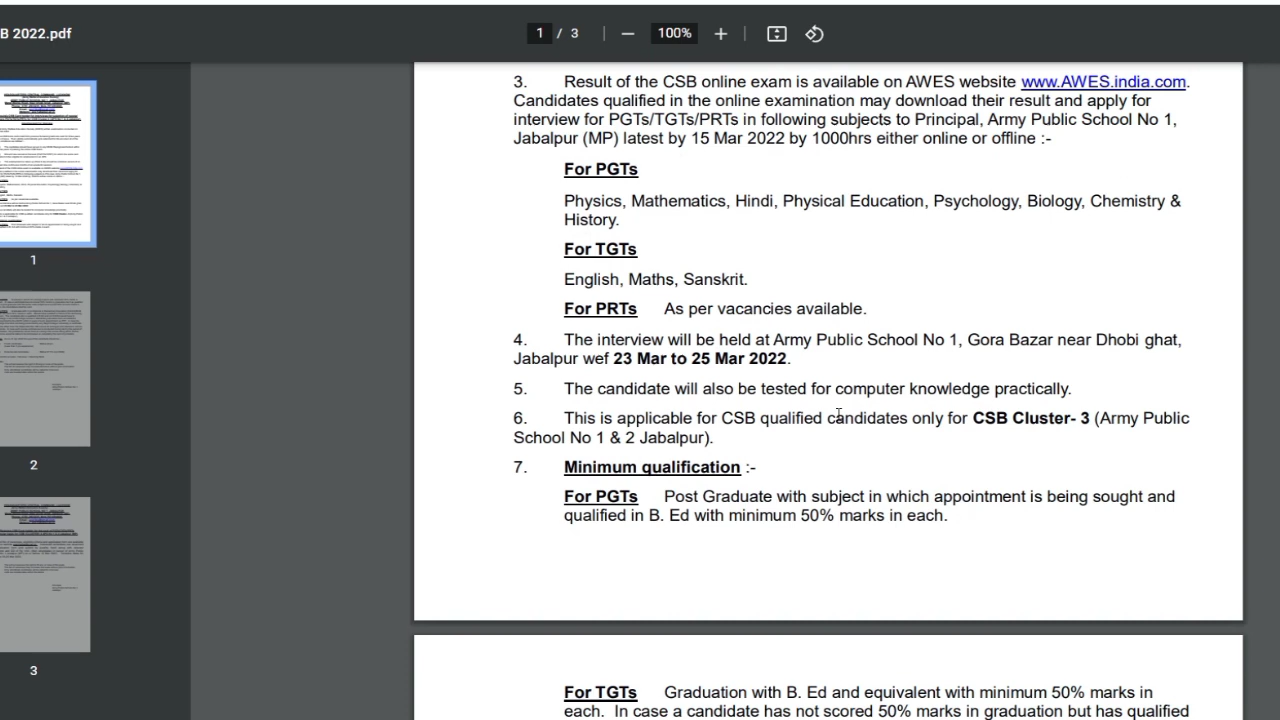 B 2022.pdf
1 / 3
100%
3. Result of the CSB online exam is available on AWES website www.AWES.india.com.
Candidates qualified in the online examination may download their result and apply for
interview for PGTs/TGTs/PRTs in following subjects to Principal, Army Public School No 1,
Jabalpur (MP) latest by 15 Mar 2022 by 1000hrs either online or offline :-
For PGTs
Physics, Mathematics, Hindi, Physical Education, Psychology, Biology, Chemistry &
History.
For TGTs
English, Maths, Sanskrit.
For PRTs As per vacancies available.
4. The interview will be held at Army Public School No 1, Gora Bazar near Dhobi ghat,
Jabalpur wef 23 Mar to 25 Mar 2022.
5. The candidate will also be tested for computer knowledge practically.
6. This is applicable for CSB qualified candidates only for CSB Cluster- 3 (Army Public
School No 1 & 2 Jabalpur).
7. Minimum qualification :-
For PGTs Post Graduate with subject in which appointment is being sought and
qualified in B. Ed with minimum 50% marks in each.
For TGTs Graduation with B. Ed and equivalent with minimum 50% marks in
each. In case a candidate has not scored 50% marks in graduation but has qualified
1
2
3